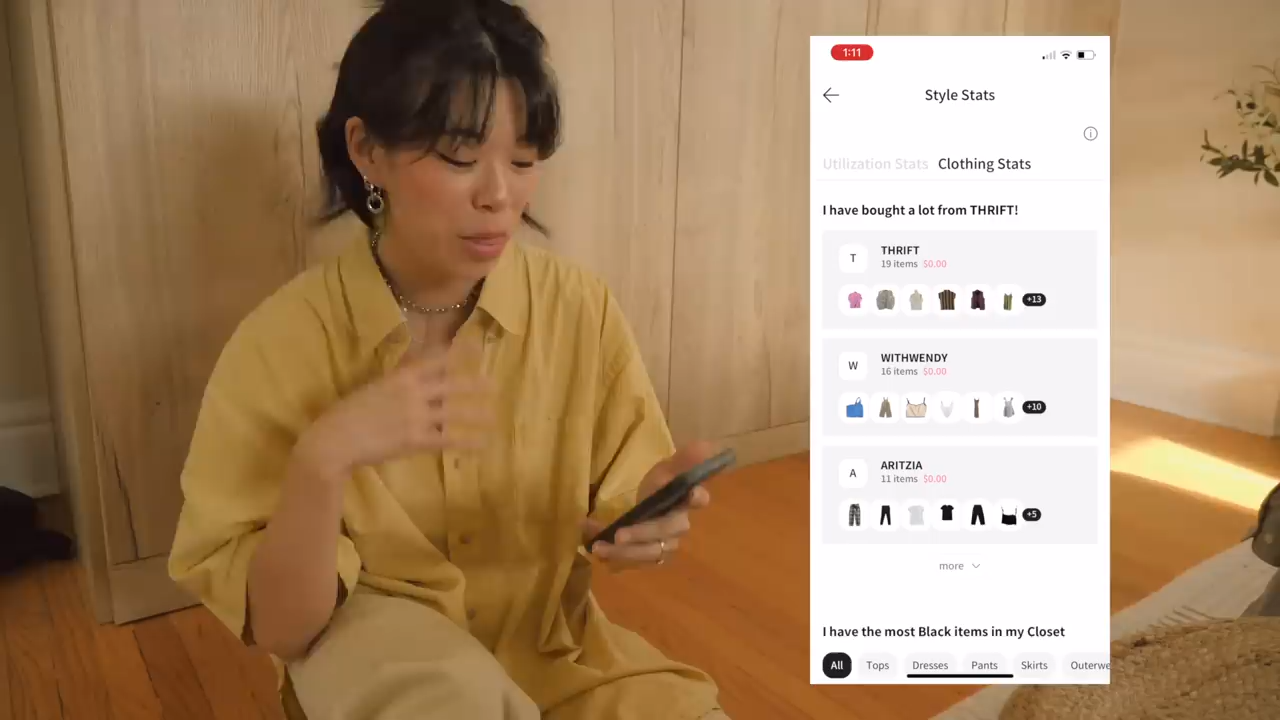 1:11
Style Stats
Utilization Stats Clothing Stats
I have bought a lot from THRIFT!
T
THRIFT
19 items $0.00
+13
W
WITHWENDY
16 items $0.00
+10
A
ARITZIA
11 items $0.00
+5
more
I have the most Black items in my Closet
All Tops Dresses Pants Skirts Outerwe